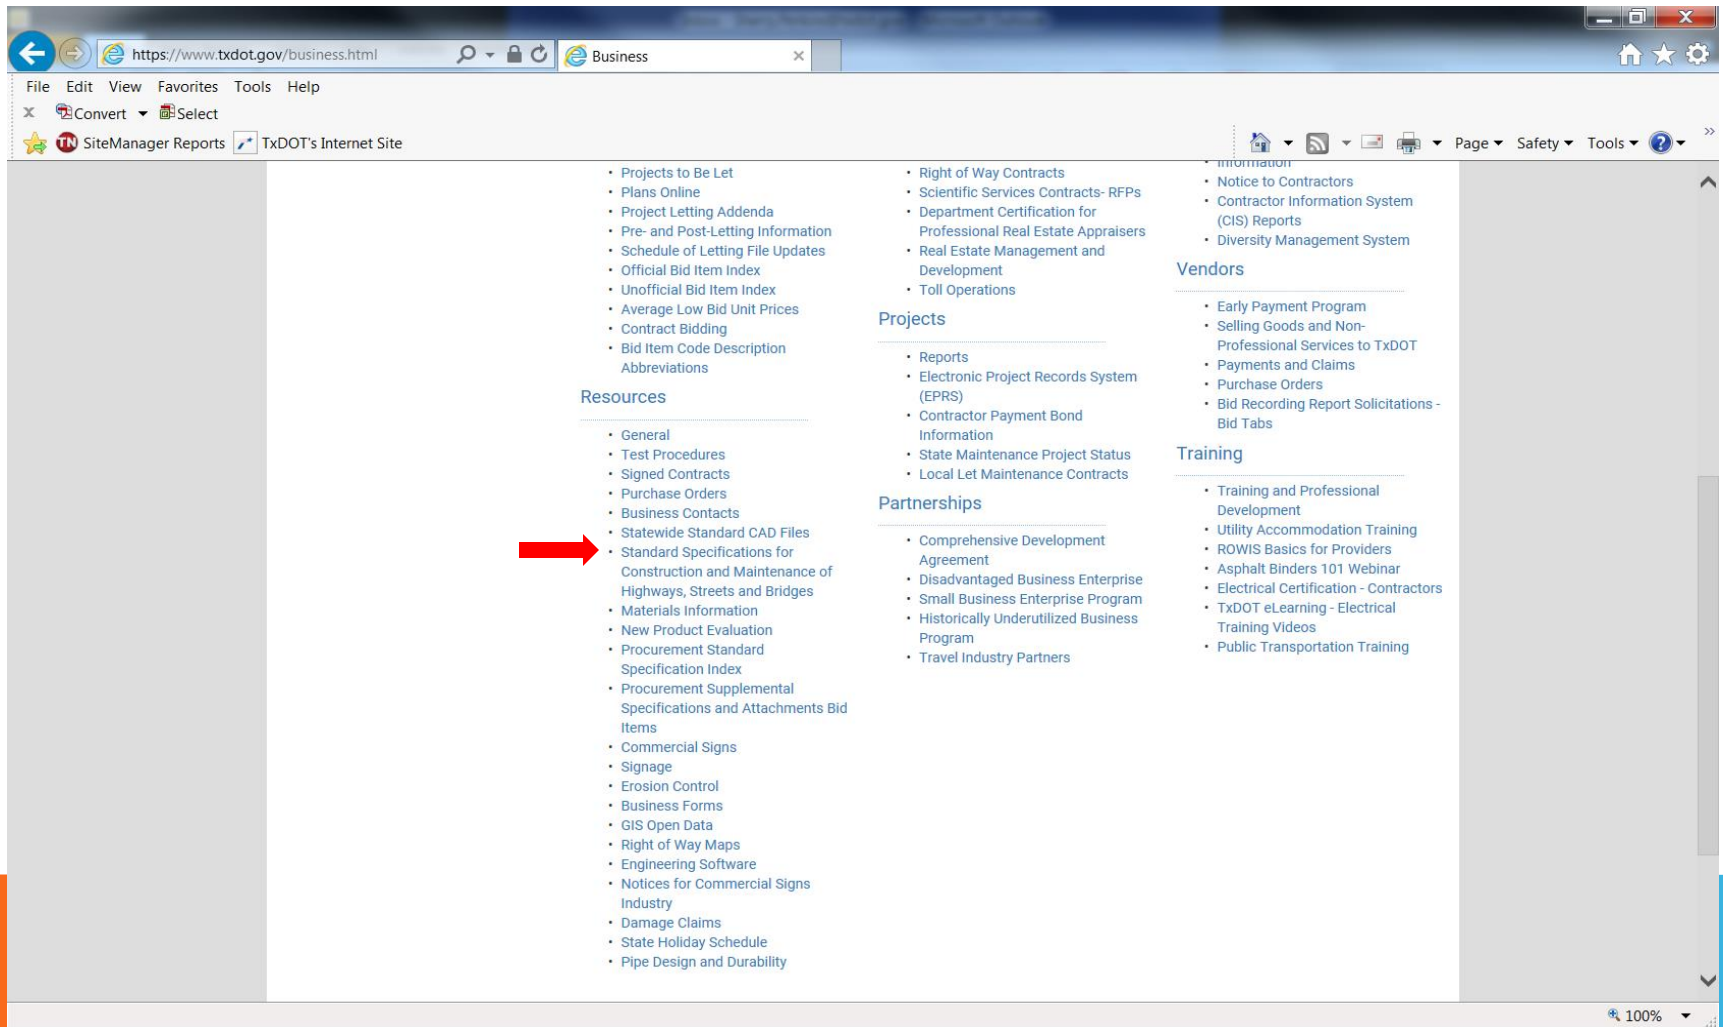 https://www.txdot.gov/business.html
Business
File Edit View Favorites Tools Help
x Convert Select
SiteManager Reports TxDOT's Internet Site
Page Safety Tools
Projects to Be Let
Plans Online
Project Letting Addenda
Pre- and Post-Letting Information
Schedule of Letting File Updates
Official Bid Item Index
Unofficial Bid Item Index
Average Low Bid Unit Prices
Contract Bidding
Bid Item Code Description
Abbreviations
Resources
General
Test Procedures
Signed Contracts
Purchase Orders
Business Contacts
Statewide Standard CAD Files
Standard Specifications for
Construction and Maintenance of
Highways, Streets and Bridges
Materials Information
New Product Evaluation
Procurement Standard
Specification Index
Procurement Supplemental
Specifications and Attachments Bid
Items
Commercial Signs
Signage
Erosion Control
Business Forms
GIS Open Data
Right of Way Maps
Engineering Software
Notices for Commercial Signs
Industry
Damage Claims
State Holiday Schedule
Pipe Design and Durability
Right of Way Contracts
Scientific Services Contracts- RFPs
Department Certification for
Professional Real Estate Appraisers
Real Estate Management and
Development
Toll Operations
Projects
Reports
Electronic Project Records System
(EPRS)
Contractor Payment Bond
Information
State Maintenance Project Status
Local Let Maintenance Contracts
Partnerships
Comprehensive Development
Agreement
Disadvantaged Business Enterprise
Small Business Enterprise Program
Historically Underutilized Business
Program
Travel Industry Partners
Information
Notice to Contractors
Contractor Information System
(CIS) Reports
Diversity Management System
Vendors
Early Payment Program
Selling Goods and Non-
Professional Services to TxDOT
Payments and Claims
Purchase Orders
Bid Recording Report Solicitations -
Bid Tabs
Training
Training and Professional
Development
Utility Accommodation Training
ROWIS Basics for Providers
Asphalt Binders 101 Webinar
Electrical Certification - Contractors
TxDOT eLearning - Electrical
Training Videos
Public Transportation Training
100%